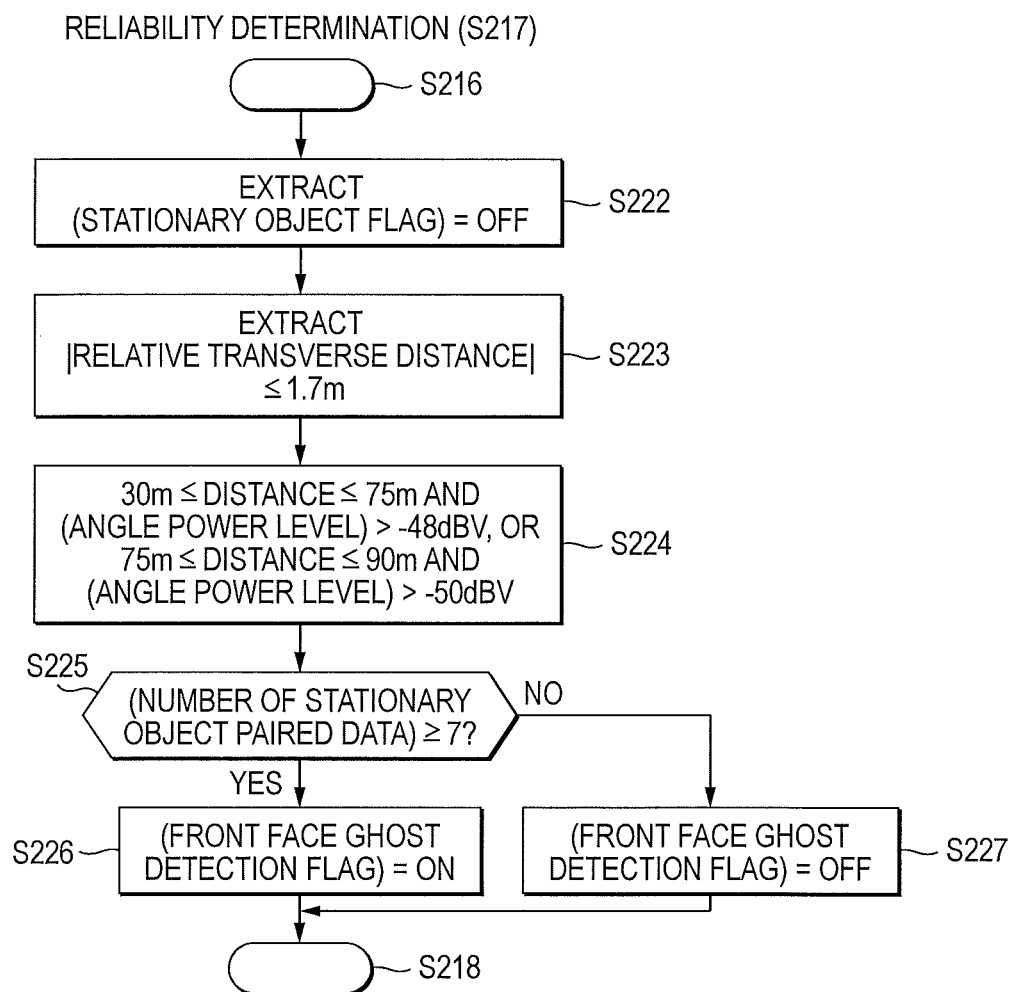 RELIABILITY DETERMINATION (S217)
S216
EXTRACT
(STATIONARY OBJECT FLAG) = OFF
S222
EXTRACT
|RELATIVE TRANSVERSE DISTANCE|
≤ 1.7m
S223
30m ≤ DISTANCE ≤ 75m AND
(ANGLE POWER LEVEL) > -48dBV, OR
75m ≤ DISTANCE ≤ 90m AND
(ANGLE POWER LEVEL) > -50dBV
S224
S225
(NUMBER OF STATIONARY
OBJECT PAIRED DATA) ≥ 7?
NO
YES
S226
(FRONT FACE GHOST
DETECTION FLAG) = ON
(FRONT FACE GHOST
DETECTION FLAG) = OFF
S227
S218